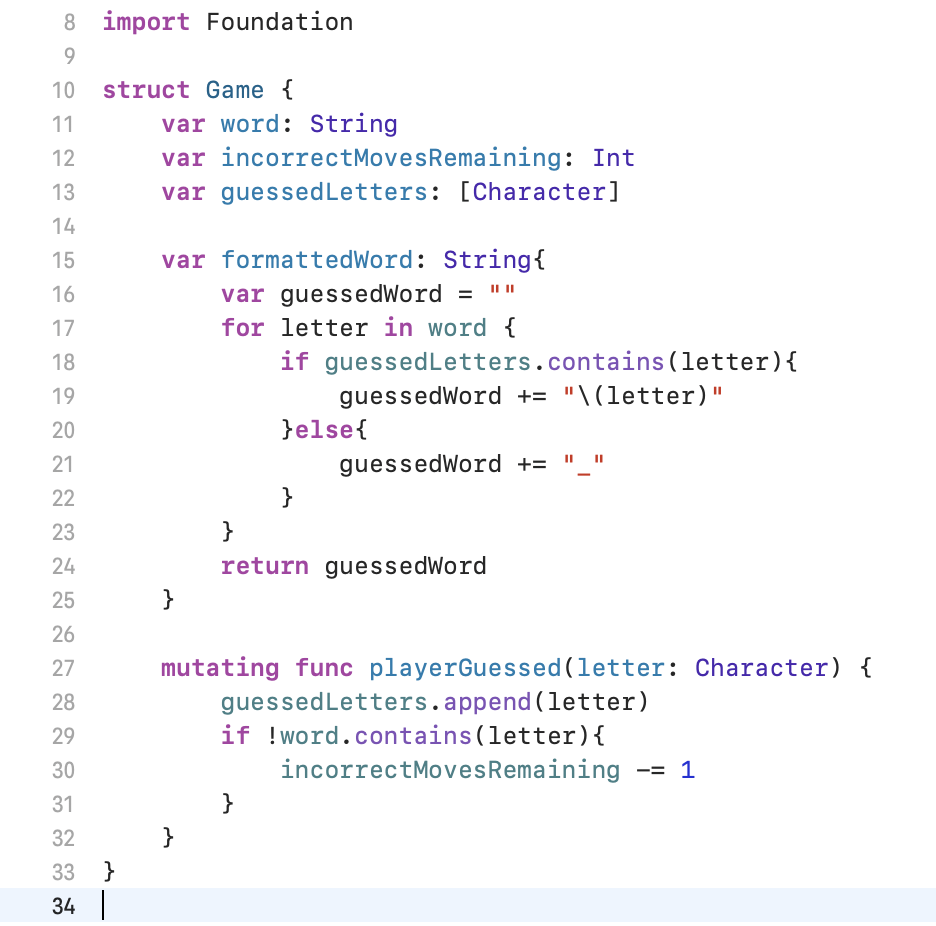 8 import Foundation
9
10 struct Game {
11     var word: String
12     var incorrectMovesRemaining: Int
13     var guessedLetters: [Character]
14
15     var formattedWord: String{
16         var guessedWord = ""
17         for letter in word {
18             if guessedLetters.contains(letter){
19                 guessedWord += "\(letter)"
20             }else{
21                 guessedWord += "_"
22             }
23         }
24         return guessedWord
25     }
26
27     mutating func playerGuessed(letter: Character) {
28         guessedLetters.append(letter)
29         if !word.contains(letter){
30             incorrectMovesRemaining -= 1
31         }
32     }
33 }
34